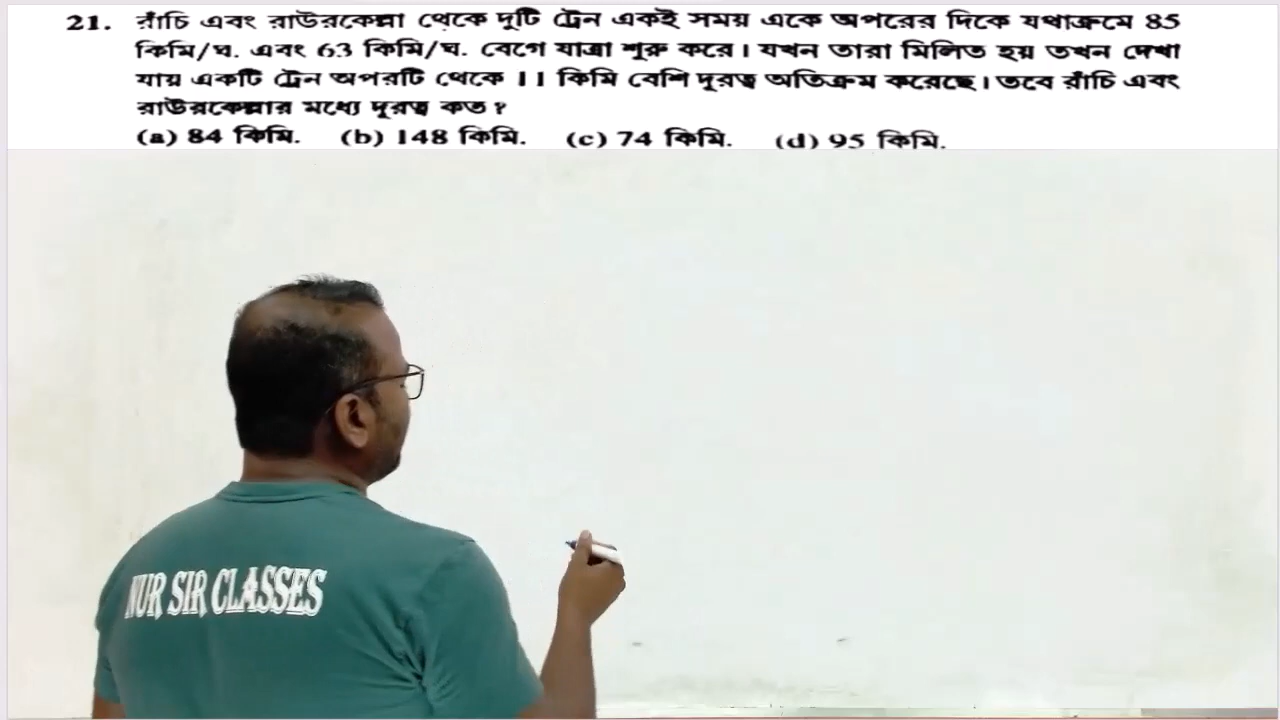 21. রাঁচি এবং রাউরকেল্লা থেকে দুটি ট্রেন একই সময় একে অপরের দিকে যথাক্রমে 85
কিমি/ঘ. এবং 63 কিমি/ঘ. বেগে যাত্রা শুরু করে। যখন তারা মিলিত হয় তখন দেখা
যায় একটি ট্রেন অপরটি থেকে 11 কিমি বেশি দূরত্ব অতিক্রম করেছে। তবে রাঁচি এবং
রাউরকেল্লার মধ্যে দূরত্ব কত?
(a) 84 কিমি. (b) 148 কিমি. (c) 74 কিমি. (d) 95 কিমি.
NUR SIR CLASSES